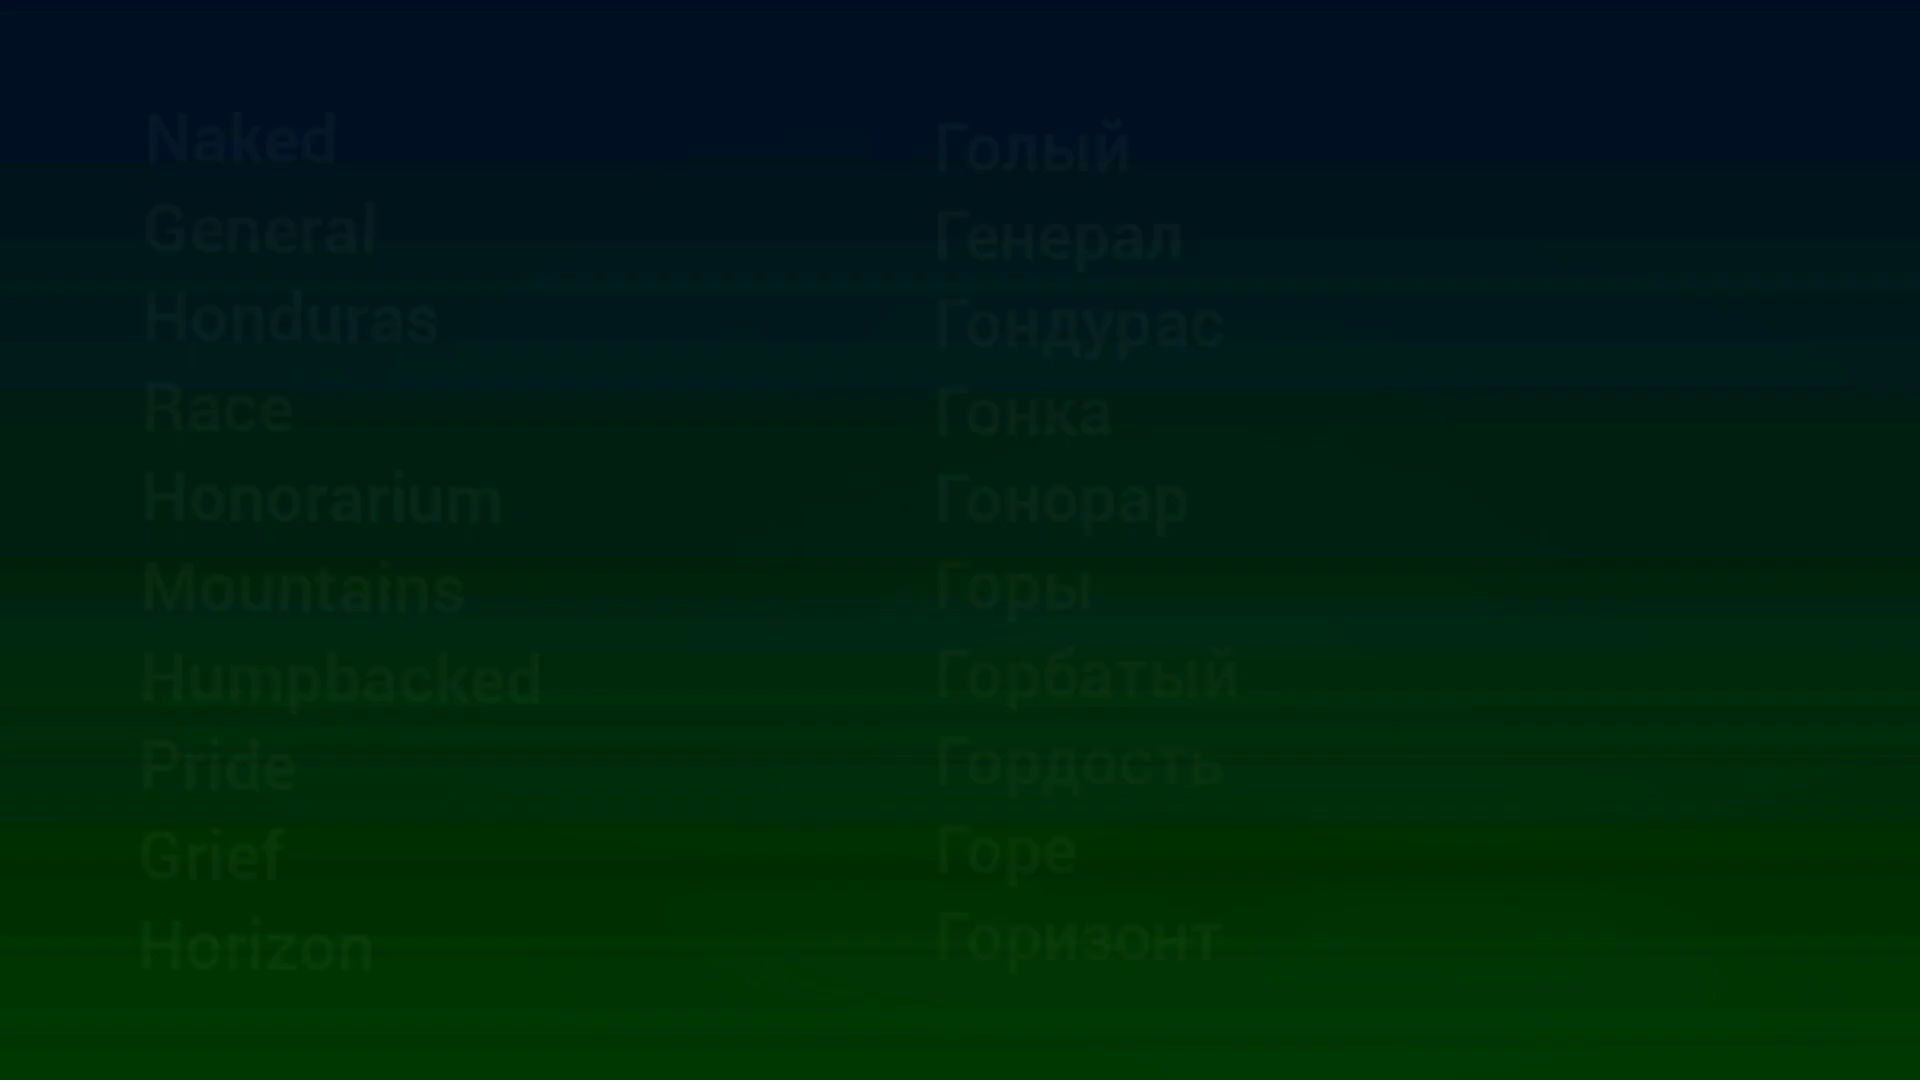 Naked Голый
General Генерал
Honduras Гондурас
Race Гонка
Honorarium Гонорар
Mountains Горы
Humpbacked Горбатый
Pride Гордость
Grief Горе
Horizon Горизонт